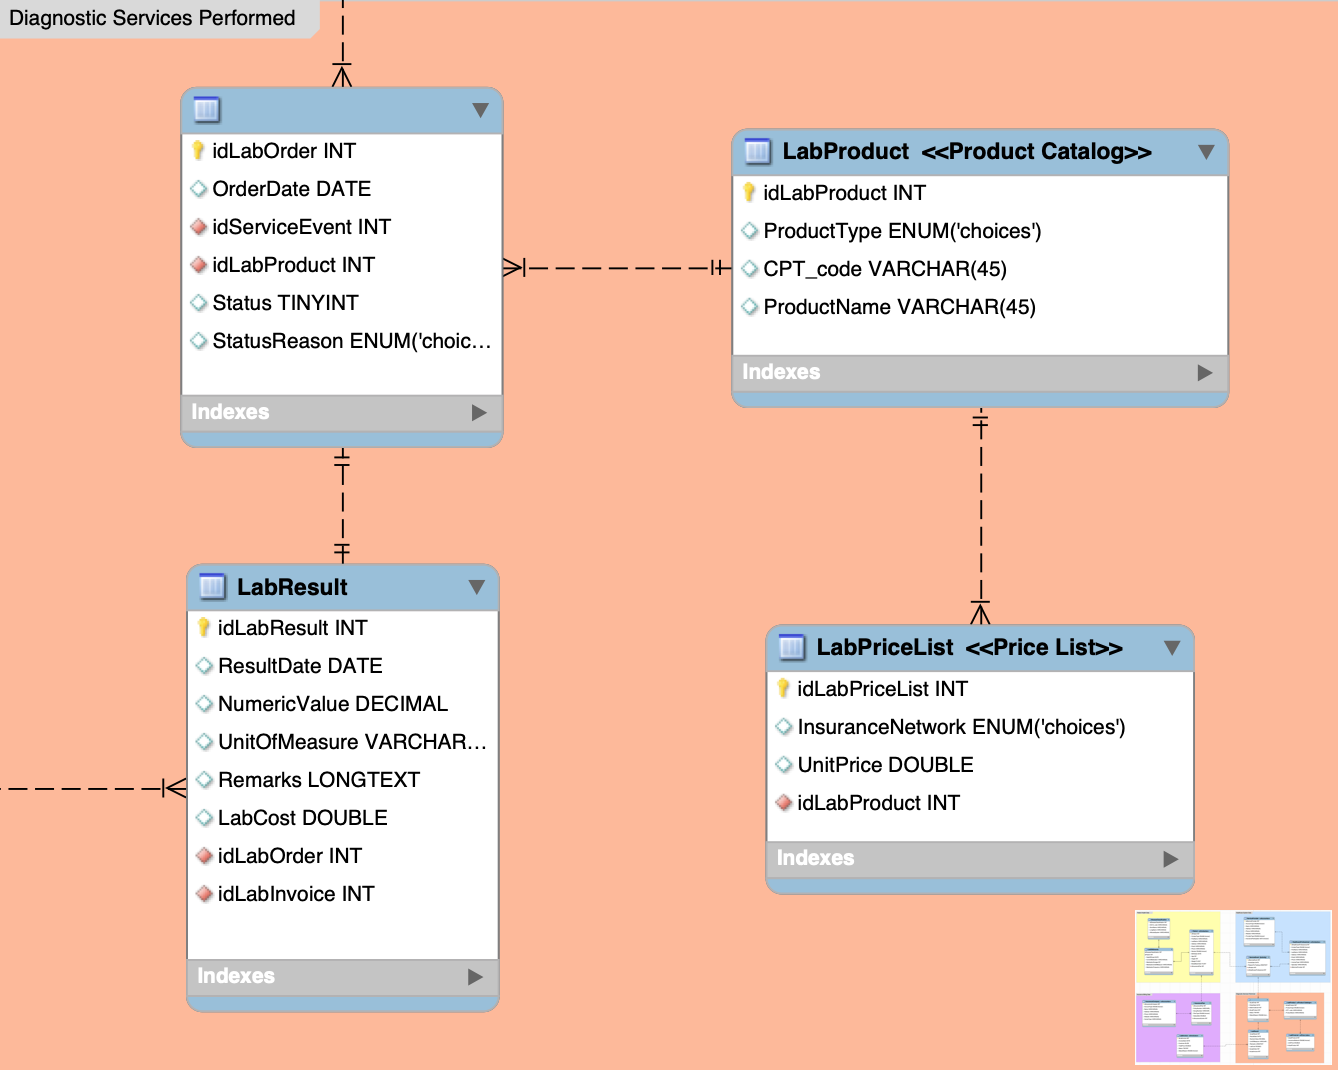 Diagnostic Services Performed
idLabOrder INT
OrderDate DATE
idServiceEvent INT
idLabProduct INT
Status TINYINT
StatusReason ENUM('choic...
Indexes
LabProduct <<Product Catalog>>
idLabProduct INT
ProductType ENUM('choices')
CPT_code VARCHAR(45)
ProductName VARCHAR(45)
Indexes
LabResult
idLabResult INT
ResultDate DATE
NumericValue DECIMAL
UnitOfMeasure VARCHAR...
Remarks LONGTEXT
LabCost DOUBLE
idLabOrder INT
idLabInvoice INT
Indexes
LabPriceList <<Price List>>
idLabPriceList INT
InsuranceNetwork ENUM('choices')
UnitPrice DOUBLE
idLabProduct INT
Indexes